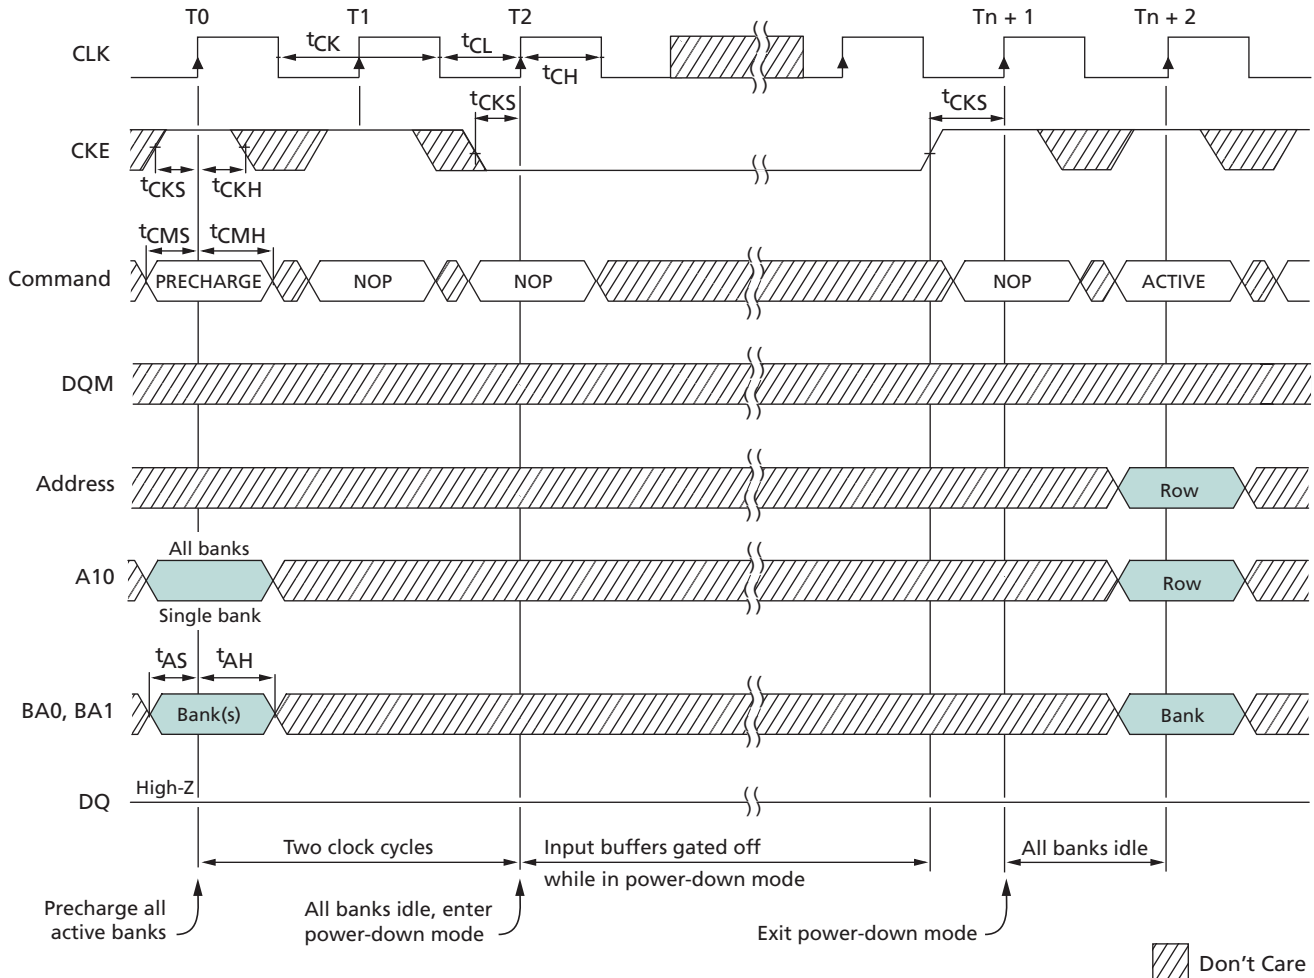 T0 T1 T2 Tn + 1 Tn + 2
CLK
tCK tCL
tCH
tCKS tCKS
CKE
tCKS tCKH
tCMS tCMH
Command PRECHARGE NOP NOP NOP ACTIVE
DQM
Address Row
All banks
A10 Row
Single bank
tAS tAH
BA0, BA1 Bank(s) Bank
High-Z
DQ
Two clock cycles
Input buffers gated off
while in power-down mode
All banks idle
Precharge all
active banks
All banks idle, enter
power-down mode
Exit power-down mode
Don't Care